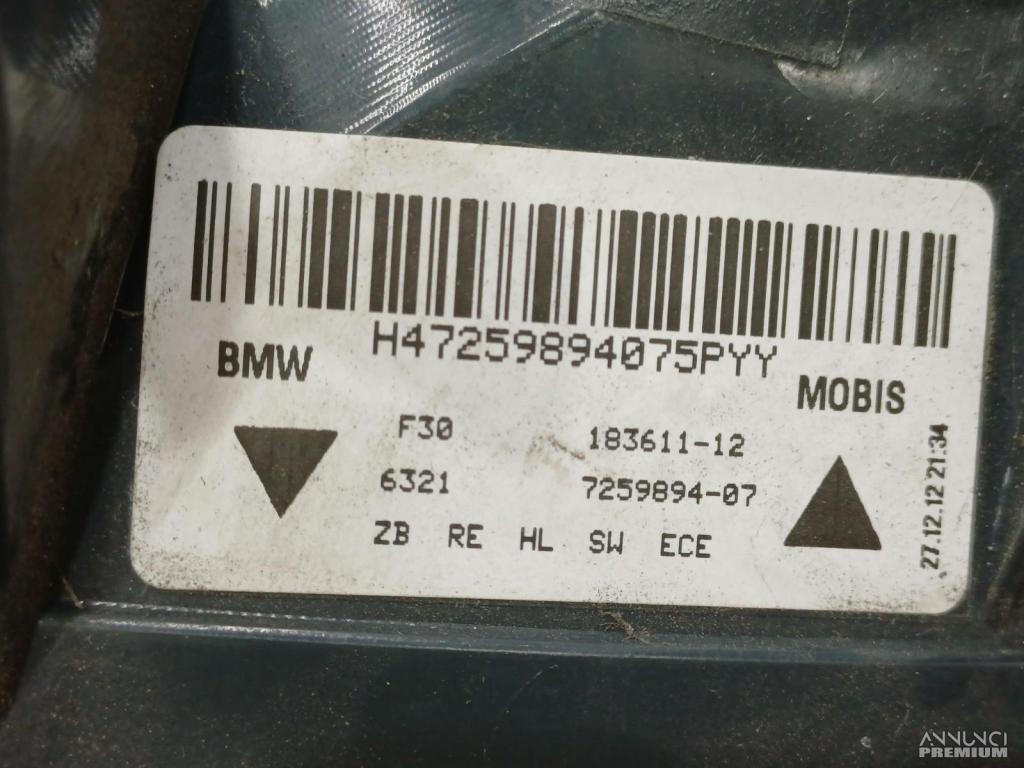 H47259894075PYY
BMW
MOBIS
F30 183611-12
6321 7259894-07
ZB RE HL SW ECE
27.12.12 21:34
ANNUNCI
PREMIUM